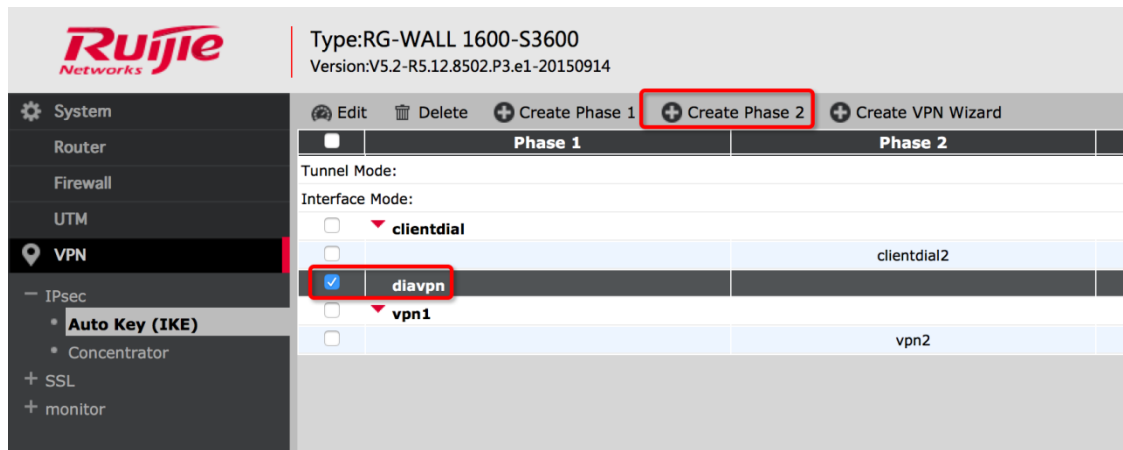 Ruijie
Networks
Type:RG-WALL 1600-S3600
Version:V5.2-R5.12.8502.P3.e1-20150914
System
Router
Firewall
UTM
VPN
IPsec
Auto Key (IKE)
Concentrator
SSL
monitor
Edit Delete Create Phase 1 Create Phase 2 Create VPN Wizard
Phase 1 Phase 2
Tunnel Mode:
Interface Mode:
clientdial
clientdial2
diavpn
vpn1
vpn2